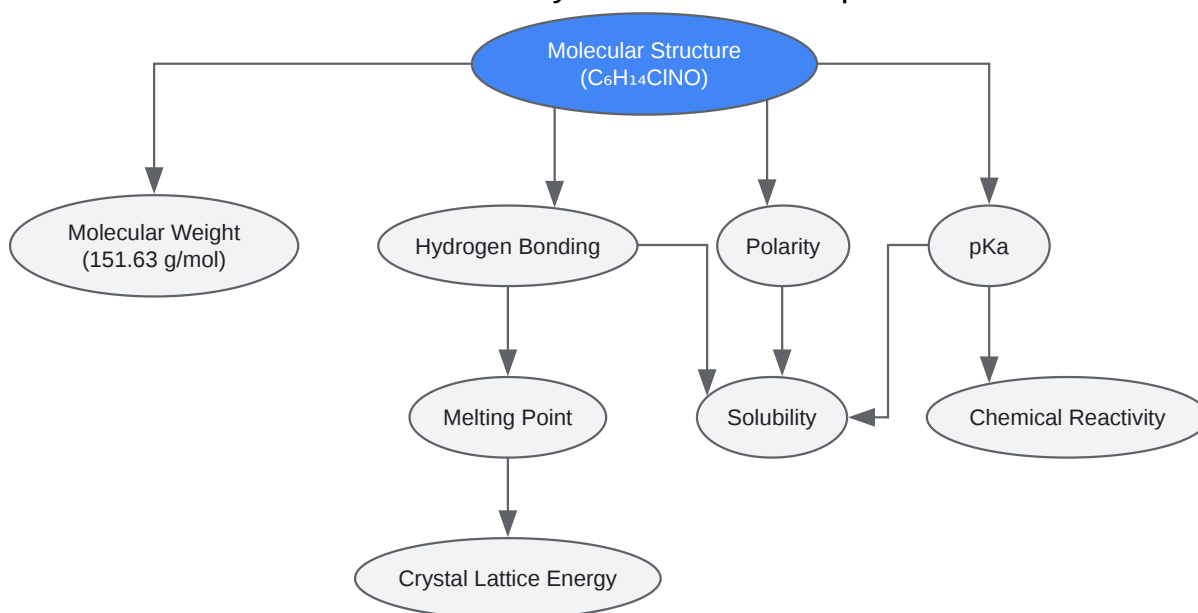 Molecular Structure
(C₆H₁₄ClNO)
Molecular Weight
(151.63 g/mol)
Hydrogen Bonding
Polarity
pKa
Melting Point
Solubility
Chemical Reactivity
Crystal Lattice Energy